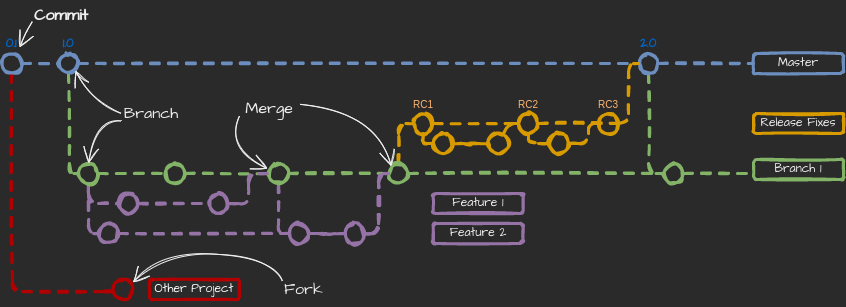 Commit
0.1
1.0
2.0
Master
Branch
Merge
RC1
RC2
RC3
Release Fixes
Branch 1
Feature 1
Feature 2
Other Project
Fork